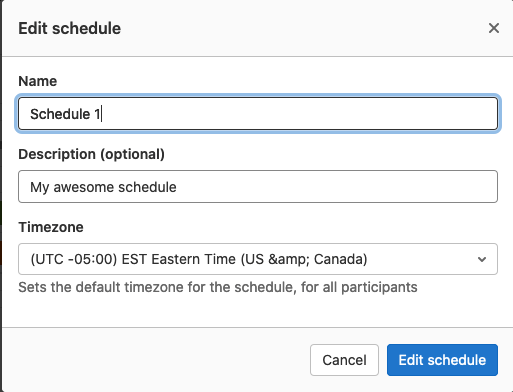 Edit schedule
Name
Schedule 1
Description (optional)
My awesome schedule
Timezone
(UTC -05:00) EST Eastern Time (US &amp; Canada)
Sets the default timezone for the schedule, for all participants
Cancel
Edit schedule